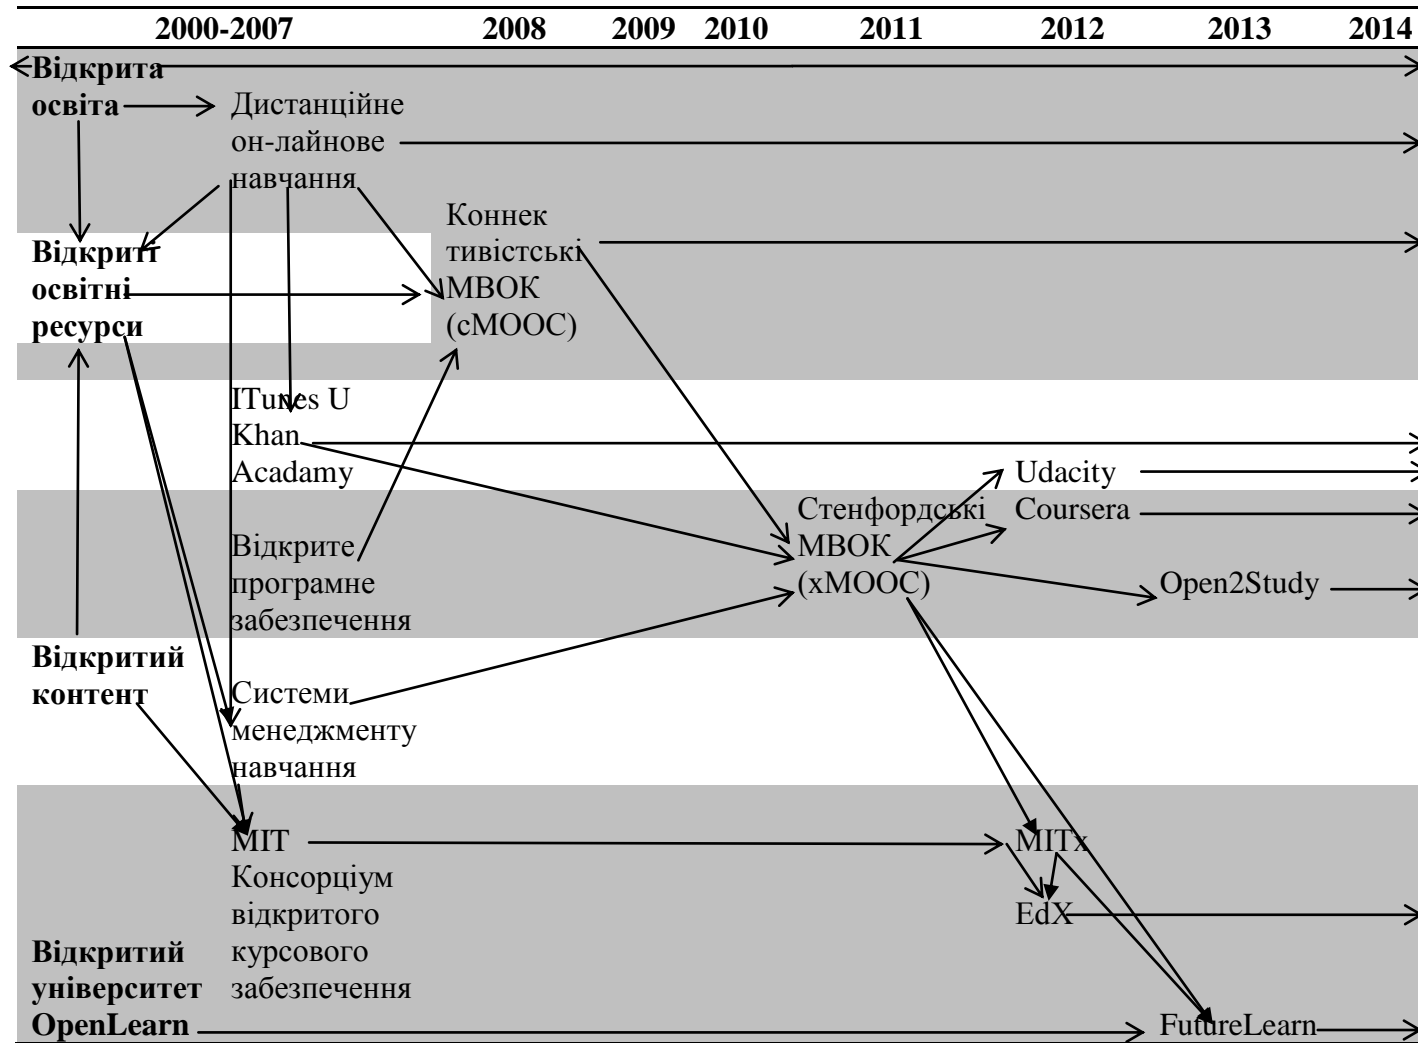 2000-2007 2008 2009 2010 2011 2012 2013 2014
Відкрита
освіта
Дистанційне
он-лайнове
навчання
Коннек
тивістські
МВОК
(cMOOC)
Відкриті
освітні
ресурси
ITunes U
Khan
Acadamy
Udacity
Coursera
Стенфордські
МВОК
(xMOOC)
Open2Study
Відкрите
програмне
забезпечення
Відкритий
контент
Системи
менеджменту
навчання
MIT
Консорціум
відкритого
курсового
забезпечення
MITx
EdX
Відкритий
університет
OpenLearn
FutureLearn